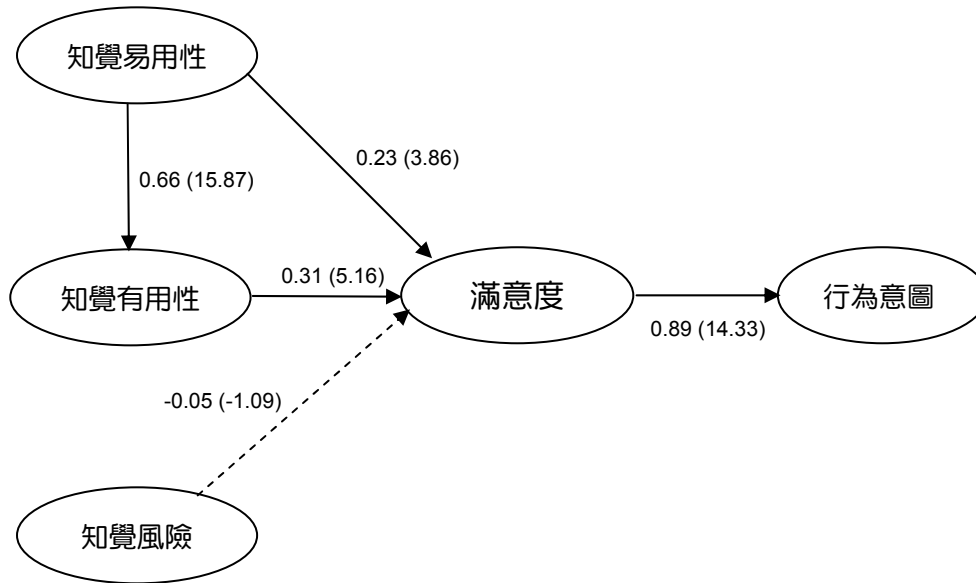 知覺易用性
0.23 (3.86)
0.66 (15.87)
0.31 (5.16)
知覺有用性
滿意度
行為意圖
0.89 (14.33)
-0.05 (-1.09)
知覺風險